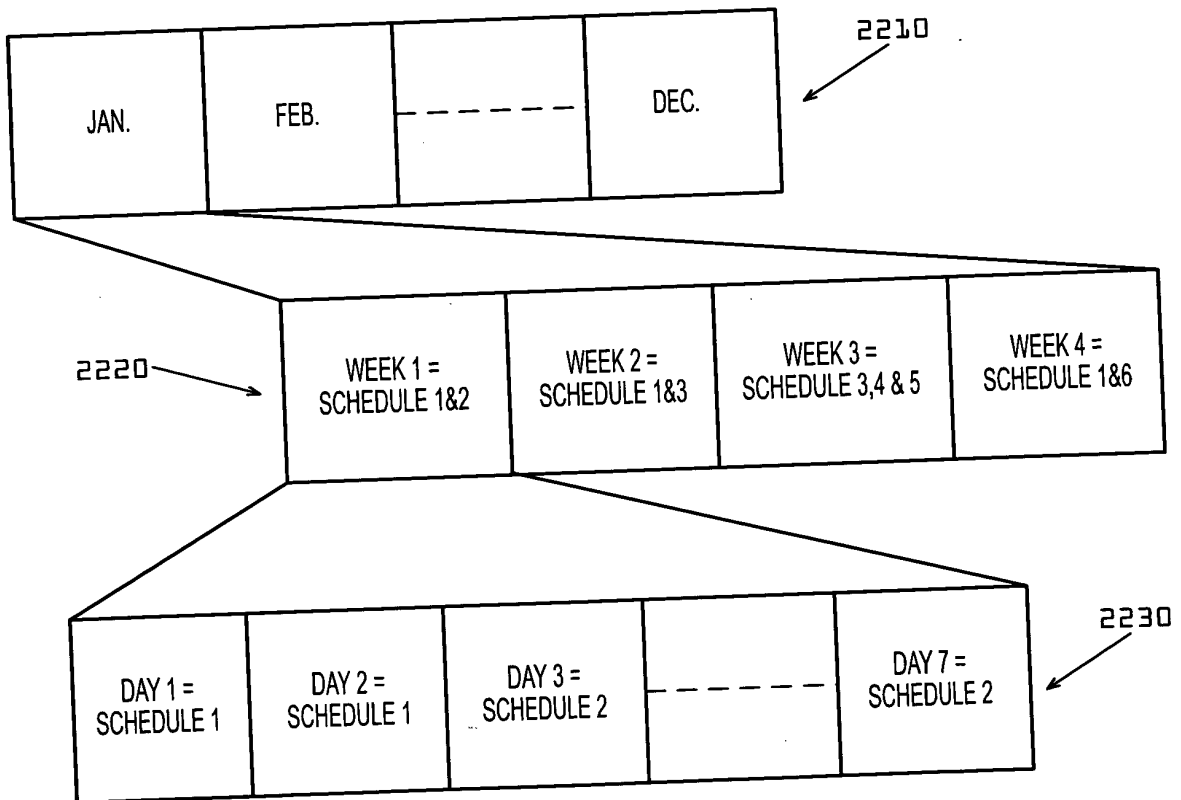 2210
JAN.
FEB.
DEC.
2220
WEEK 1 =
SCHEDULE 1&2
WEEK 2 =
SCHEDULE 1&3
WEEK 3 =
SCHEDULE 3,4 & 5
WEEK 4 =
SCHEDULE 1&6
2230
DAY 1 =
SCHEDULE 1
DAY 2 =
SCHEDULE 1
DAY 3 =
SCHEDULE 2
DAY 7 =
SCHEDULE 2